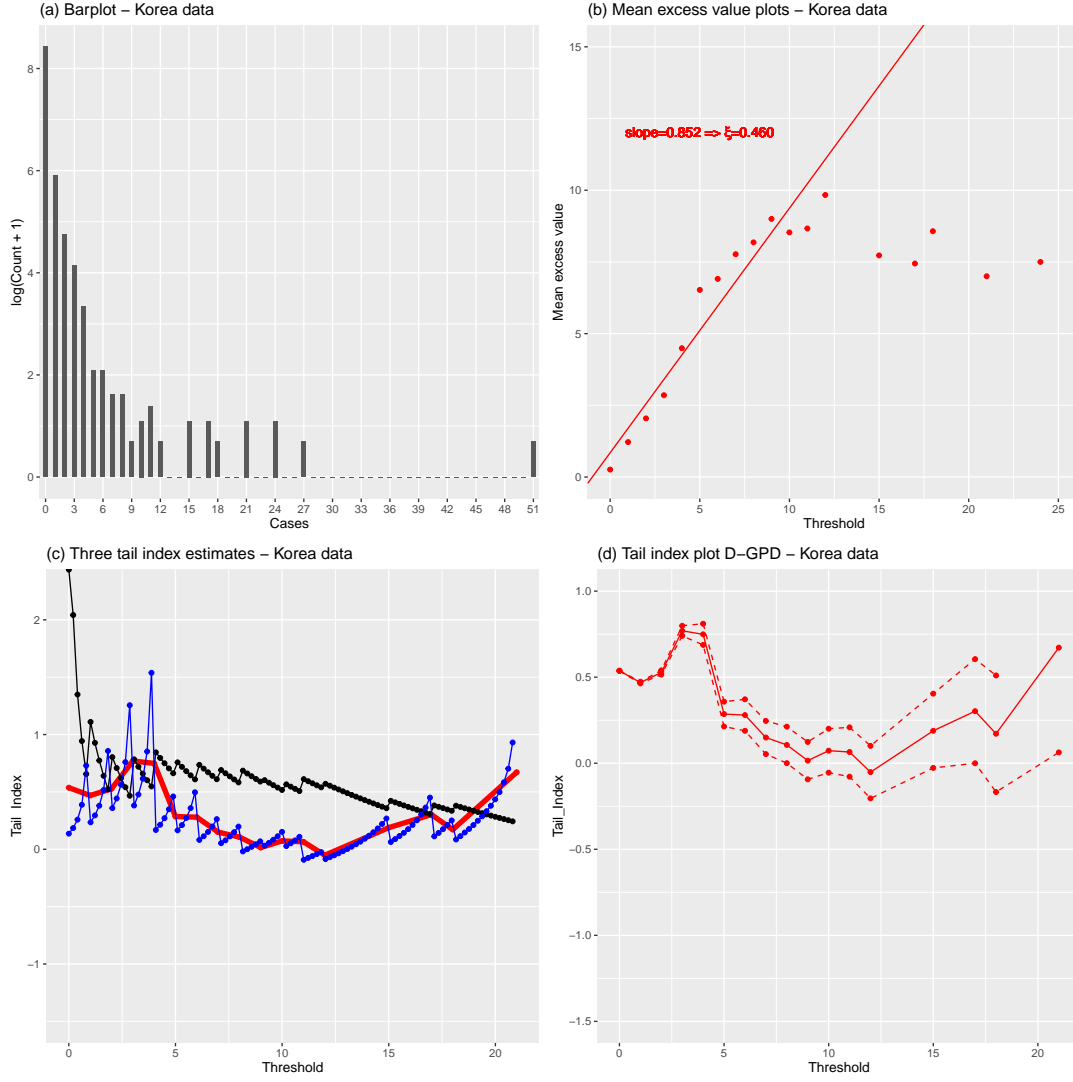 (a) Barplot – Korea data
log(Count + 1)
8
6
4
2
0
0 3 6 9 12 15 18 21 24 27 30 33 36 39 42 45 48 51
Cases
(b) Mean excess value plots – Korea data
Mean excess value
15
10
5
0
slope=0.852 => ξ=0.460
0 5 10 15 20 25
Threshold
(c) Three tail index estimates – Korea data
Tail_Index
2
1
0
−1
0 5 10 15 20
Threshold
(d) Tail index plot D−GPD – Korea data
Tail_Index
1.0
0.5
0.0
−0.5
−1.0
−1.5
0 5 10 15 20
Threshold